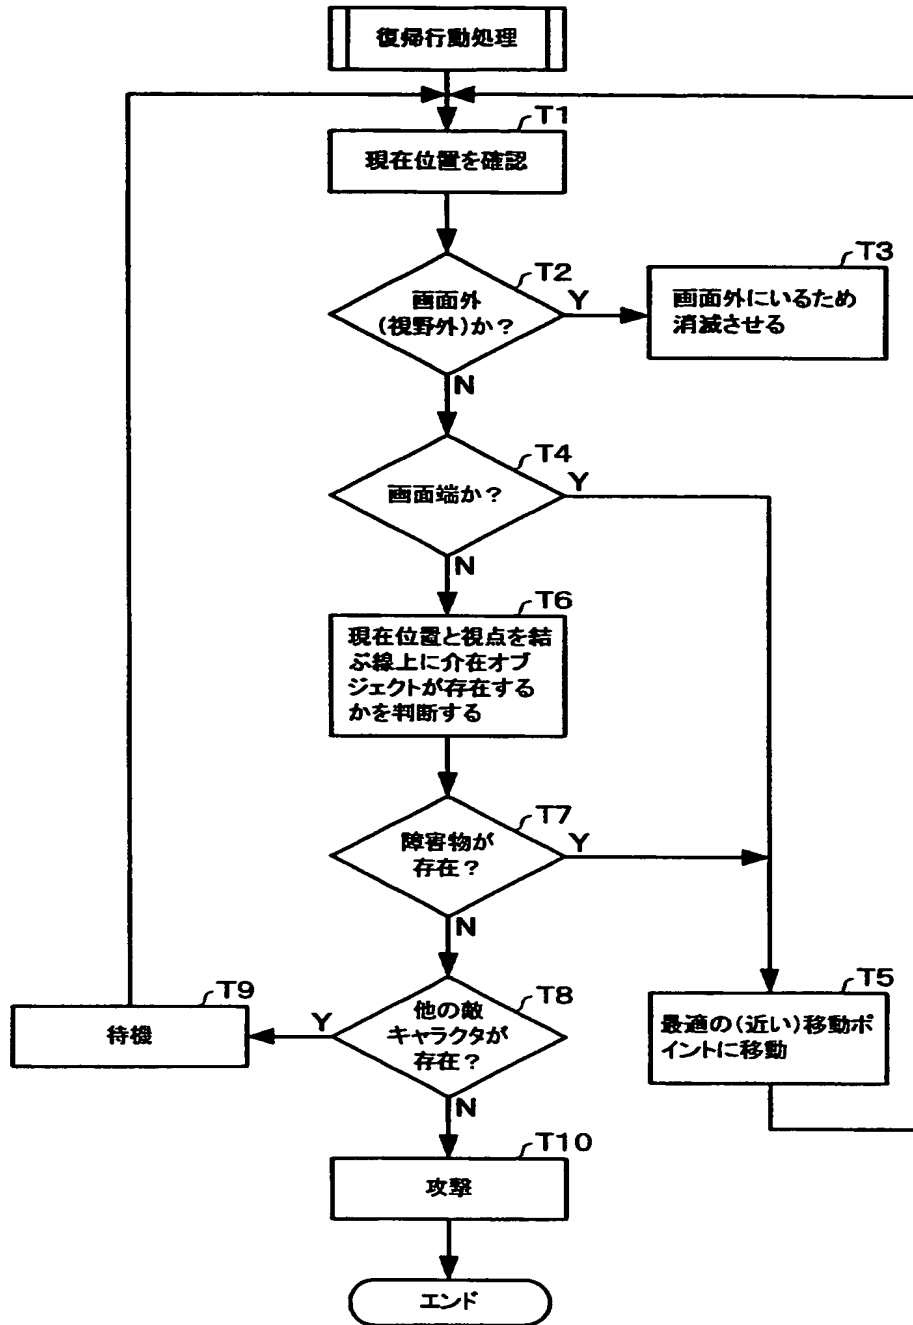 復帰行動処理
T1
現在位置を確認
T2
画面外
(視野外)か?
Y
N
T3
画面外にいるため
消滅させる
T4
画面端か?
Y
N
T6
現在位置と視点を結
ぶ線上に介在オブ
ジェクトが存在する
かを判断する
T7
障害物が
存在?
Y
N
T8
他の敵
キャラクタが
存在?
Y
N
T9
待機
T5
最適の(近い)移動ポ
イントに移動
T10
攻撃
エンド